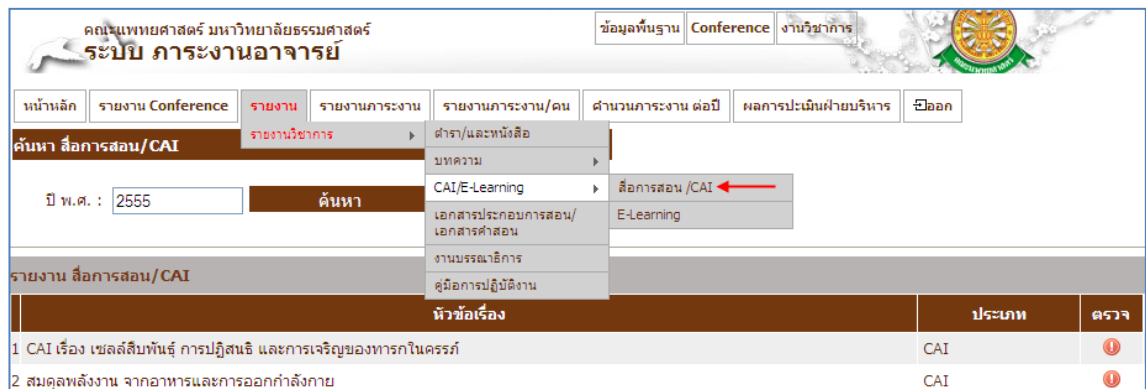 คณะแพทยศาสตร์ มหาวิทยาลัยธรรมศาสตร์
ระบบ ภาระงานอาจารย์
ข้อมูลพื้นฐาน Conference งานวิชาการ
หน้าหลัก รายงาน Conference รายงาน รายงานภาระงาน รายงานภาระงาน/คน คำนวนภาระงาน ต่อปี ผลการประเมินฝ่ายบริหาร ออก
รายงานวิชาการ
ตำรา/และหนังสือ
บทความ
CAI/E-Learning
เอกสารประกอบการสอน/
เอกสารคำสอน
งานบรรณาธิการ
คู่มือการปฏิบัติงาน
สื่อการสอน /CAI
E-Learning
ค้นหา สื่อการสอน/CAI
ปี พ.ศ. : 2555 ค้นหา
รายงาน สื่อการสอน/CAI
หัวข้อเรื่อง ประเภท ตรวจ
1 CAI เรื่อง เซลล์สืบพันธุ์ การปฏิสนธิ และการเจริญของทารกในครรภ์ CAI
2 สมดุลพลังงาน จากอาหารและการออกกำลังกาย CAI